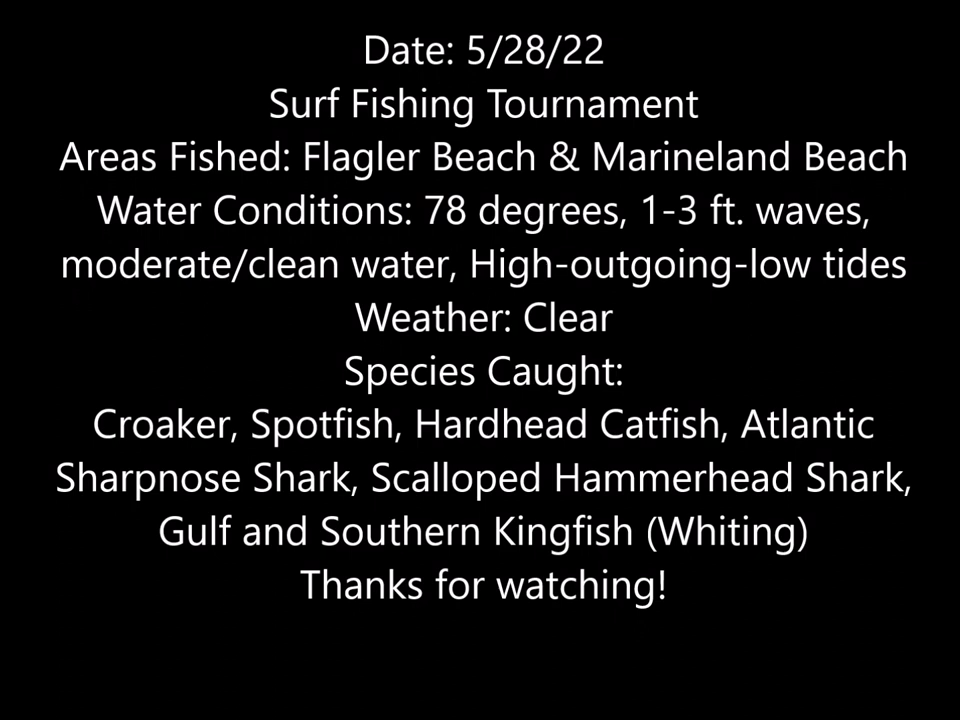 Date: 5/28/22
Surf Fishing Tournament
Areas Fished: Flagler Beach & Marineland Beach
Water Conditions: 78 degrees, 1-3 ft. waves,
moderate/clean water, High-outgoing-low tides
Weather: Clear
Species Caught:
Croaker, Spotfish, Hardhead Catfish, Atlantic
Sharpnose Shark, Scalloped Hammerhead Shark,
Gulf and Southern Kingfish (Whiting)
Thanks for watching!